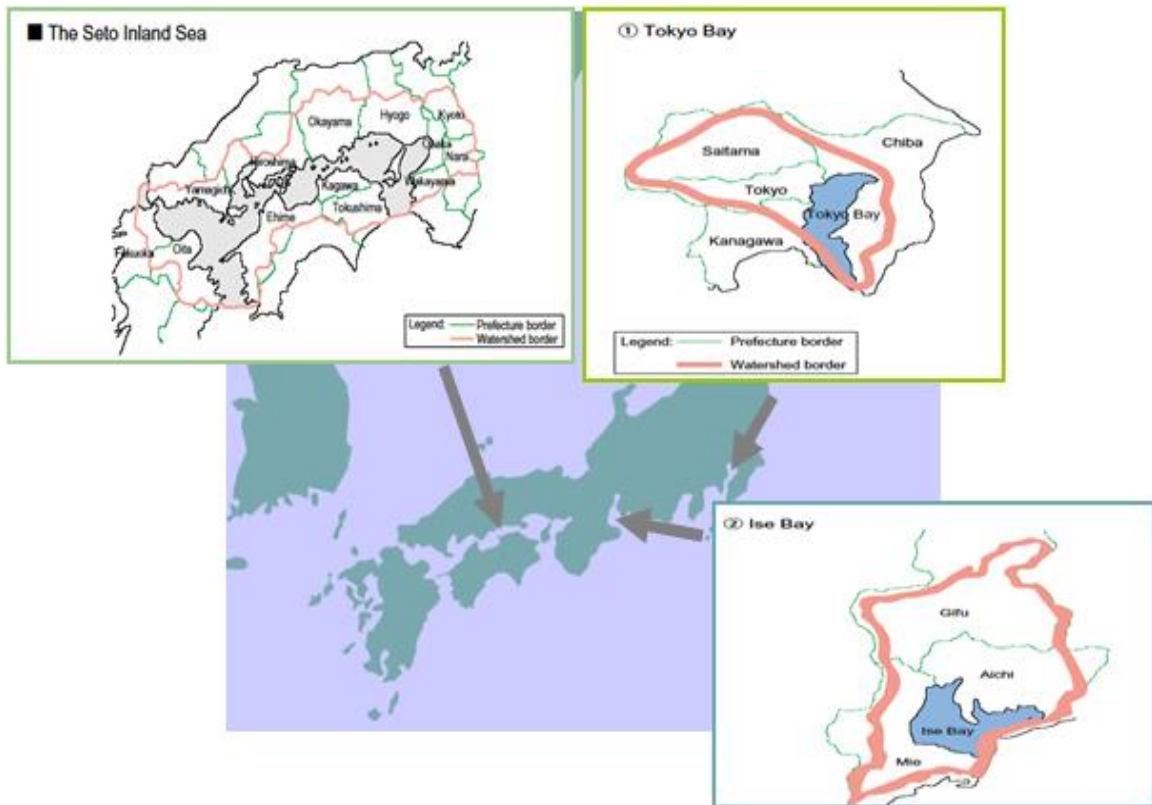 ■ The Seto Inland Sea
Hyogo
Kyoto
Okayama
Osaka
Nara
Hiroshima
Yamaguchi
Kagawa
Wakayama
Tokushima
Ehime
Fukuoka
Oita
Legend: Prefecture border
Watershed border
① Tokyo Bay
Chiba
Saitama
Tokyo
Tokyo Bay
Kanagawa
Legend: Prefecture border
Watershed border
② Ise Bay
Gifu
Aichi
Ise Bay
Mie